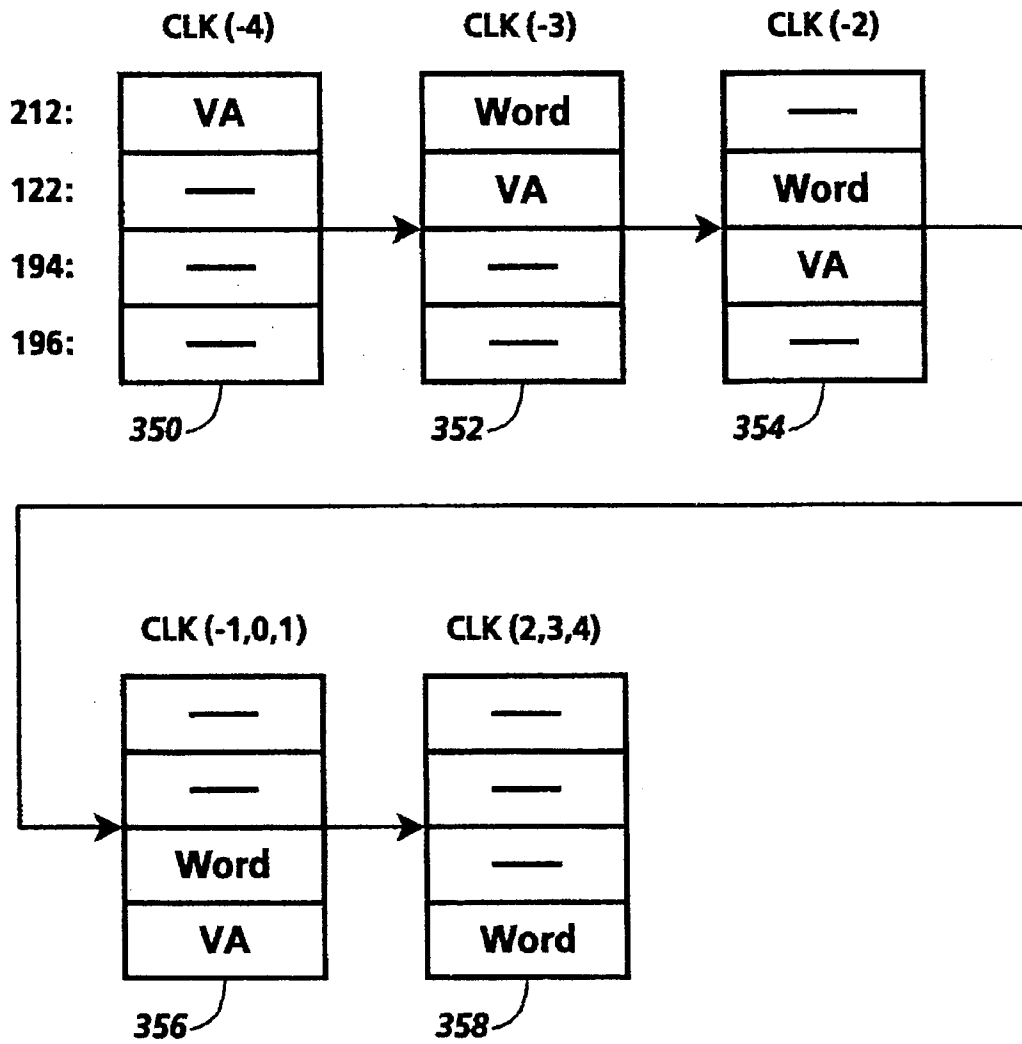 CLK (-4) CLK (-3) CLK (-2)
212: VA Word —
122: — VA Word
194: — — VA
196: — — —
350 352 354
CLK (-1,0,1) CLK (2,3,4)
— —
— —
Word —
VA Word
356 358